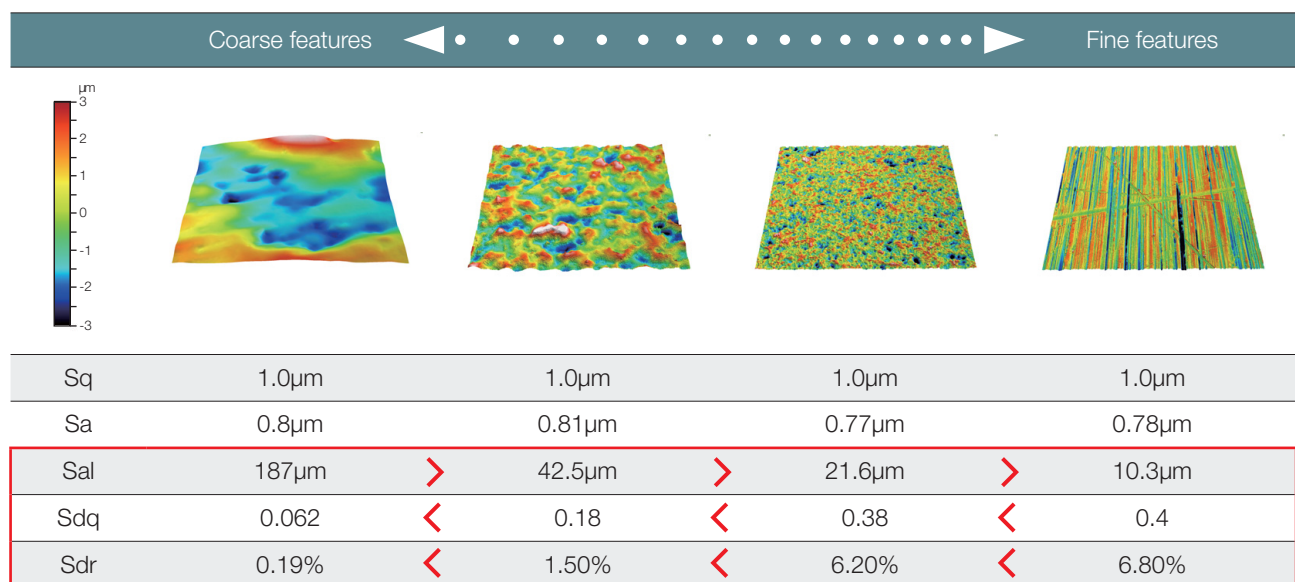 Coarse features Fine features
µm
3
2
1
0
-1
-2
-3
Sq 1.0µm 1.0µm 1.0µm 1.0µm
Sa 0.8µm 0.81µm 0.77µm 0.78µm
Sal 187µm > 42.5µm > 21.6µm > 10.3µm
Sdq 0.062 < 0.18 < 0.38 < 0.4
Sdr 0.19% < 1.50% < 6.20% < 6.80%